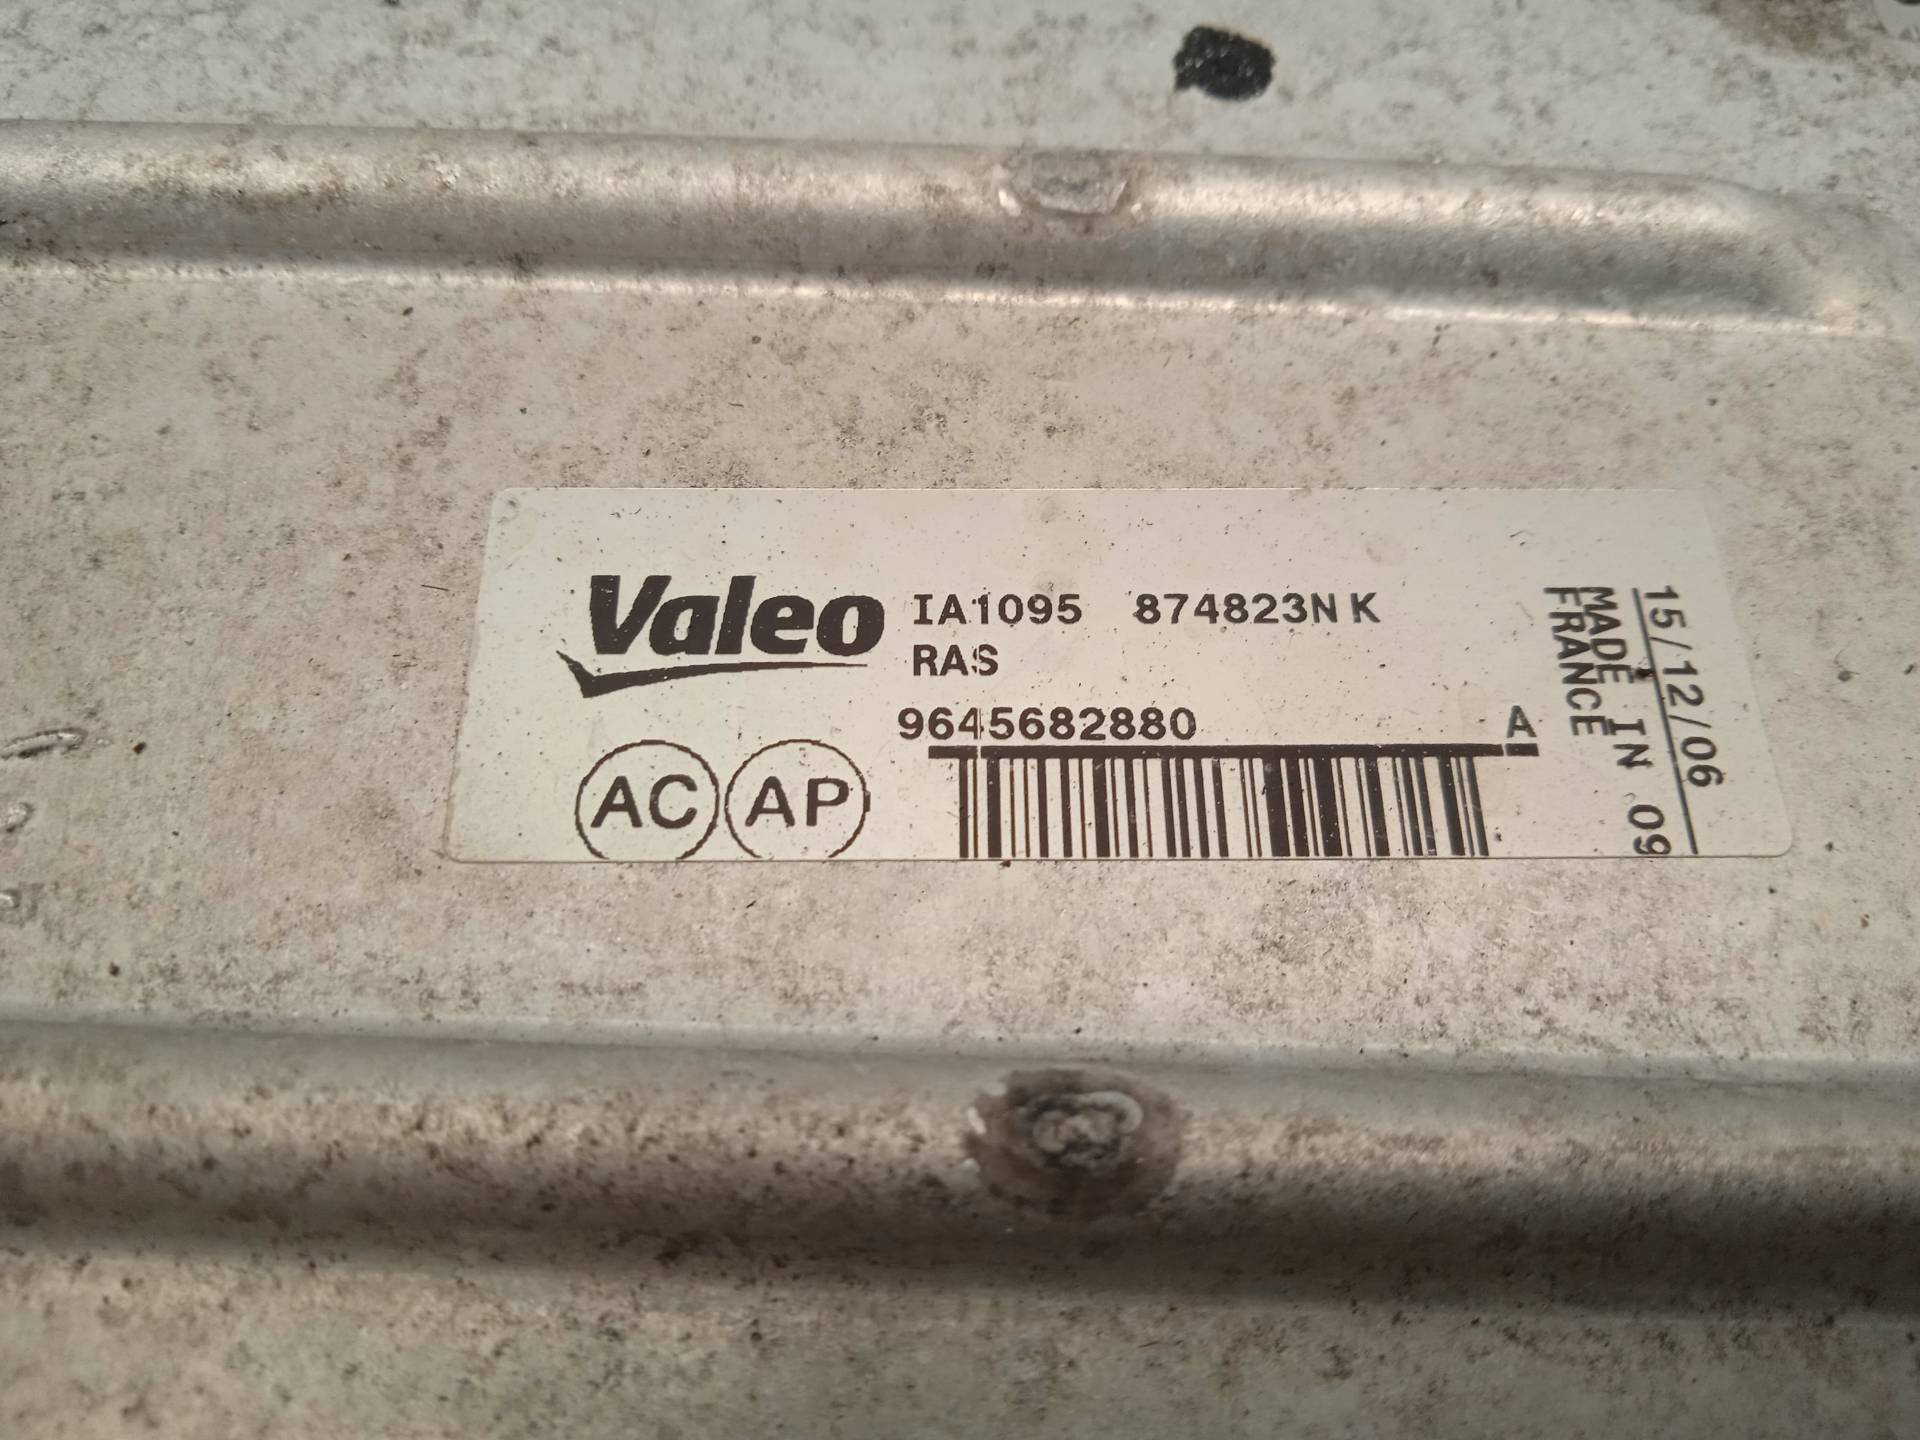 Valeo
IA1095 874823N K
RAS
9645682880 A
AC AP
15/12/06
MADE IN 09
FRANCE